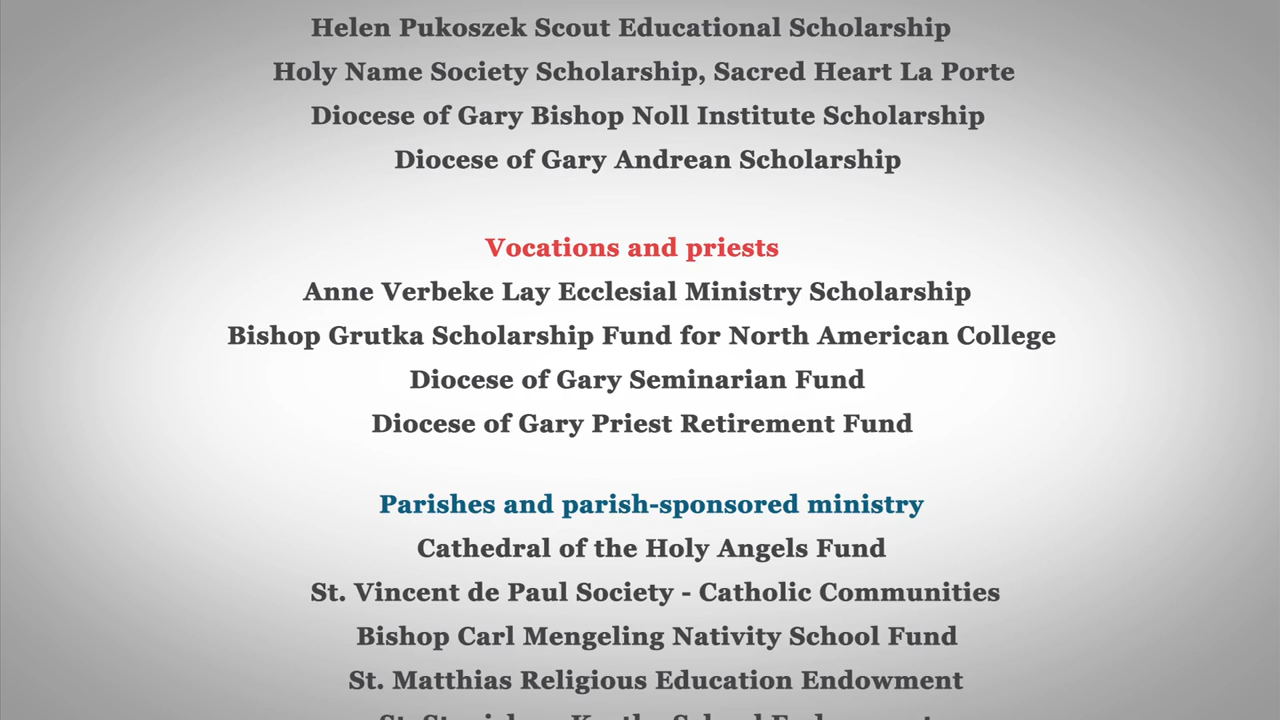 Helen Pukoszek Scout Educational Scholarship
Holy Name Society Scholarship, Sacred Heart La Porte
Diocese of Gary Bishop Noll Institute Scholarship
Diocese of Gary Andrean Scholarship
Vocations and priests
Anne Verbeke Lay Ecclesial Ministry Scholarship
Bishop Grutka Scholarship Fund for North American College
Diocese of Gary Seminarian Fund
Diocese of Gary Priest Retirement Fund
Parishes and parish-sponsored ministry
Cathedral of the Holy Angels Fund
St. Vincent de Paul Society - Catholic Communities
Bishop Carl Mengeling Nativity School Fund
St. Matthias Religious Education Endowment